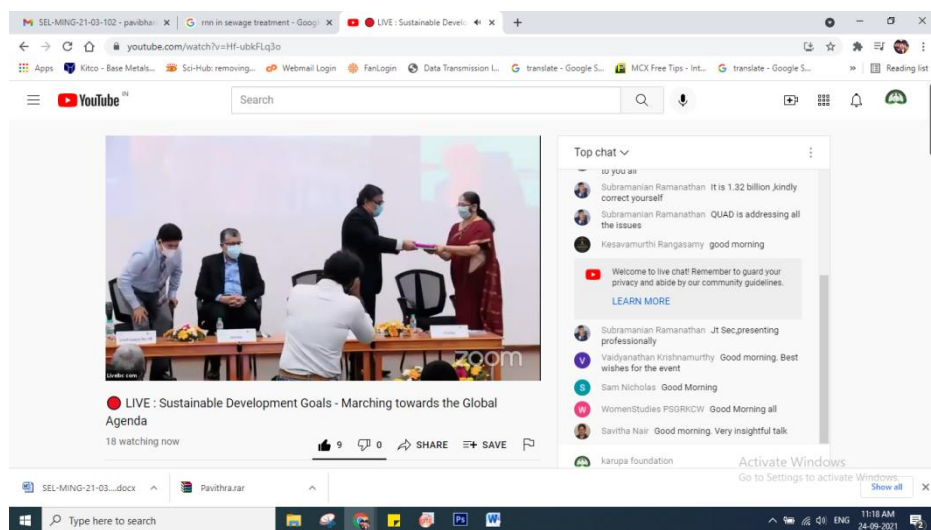 SEL-MING-21-03-102 - pavibhar
rnn in sewage treatment - Googl
LIVE : Sustainable Develo
youtube.com/watch?v=Hf-ubkFLq3o
Apps
Kitco - Base Metals...
Sci-Hub: removing...
Webmail Login
FanLogin
Data Transmission I...
translate - Google S...
MCX Free Tips - Int...
translate - Google S...
Reading list
YouTube IN
Search
zoom
Livebc com
LIVE : Sustainable Development Goals - Marching towards the Global
Agenda
18 watching now
9
0
SHARE
SAVE
Top chat
to you all
Subramanian Ramanathan It is 1.32 billion ,kindly
correct yourself
Subramanian Ramanathan QUAD is addressing all
the issues
Kesavamurthi Rangasamy good morning
Welcome to live chat! Remember to guard your
privacy and abide by our community guidelines.
LEARN MORE
Subramanian Ramanathan Jt Sec,presenting
professionally
Vaidyanathan Krishnamurthy Good morning. Best
wishes for the event
Sam Nicholas Good Morning
WomenStudies PSGRKCW Good Morning all
Savitha Nair Good morning. Very insightful talk
karupa foundation
Activate Windows
Go to Settings to activate Windows.
SEL-MING-21-03....docx
Pavithra.rar
Show all
Type here to search
ENG
11:18 AM
24-09-2021